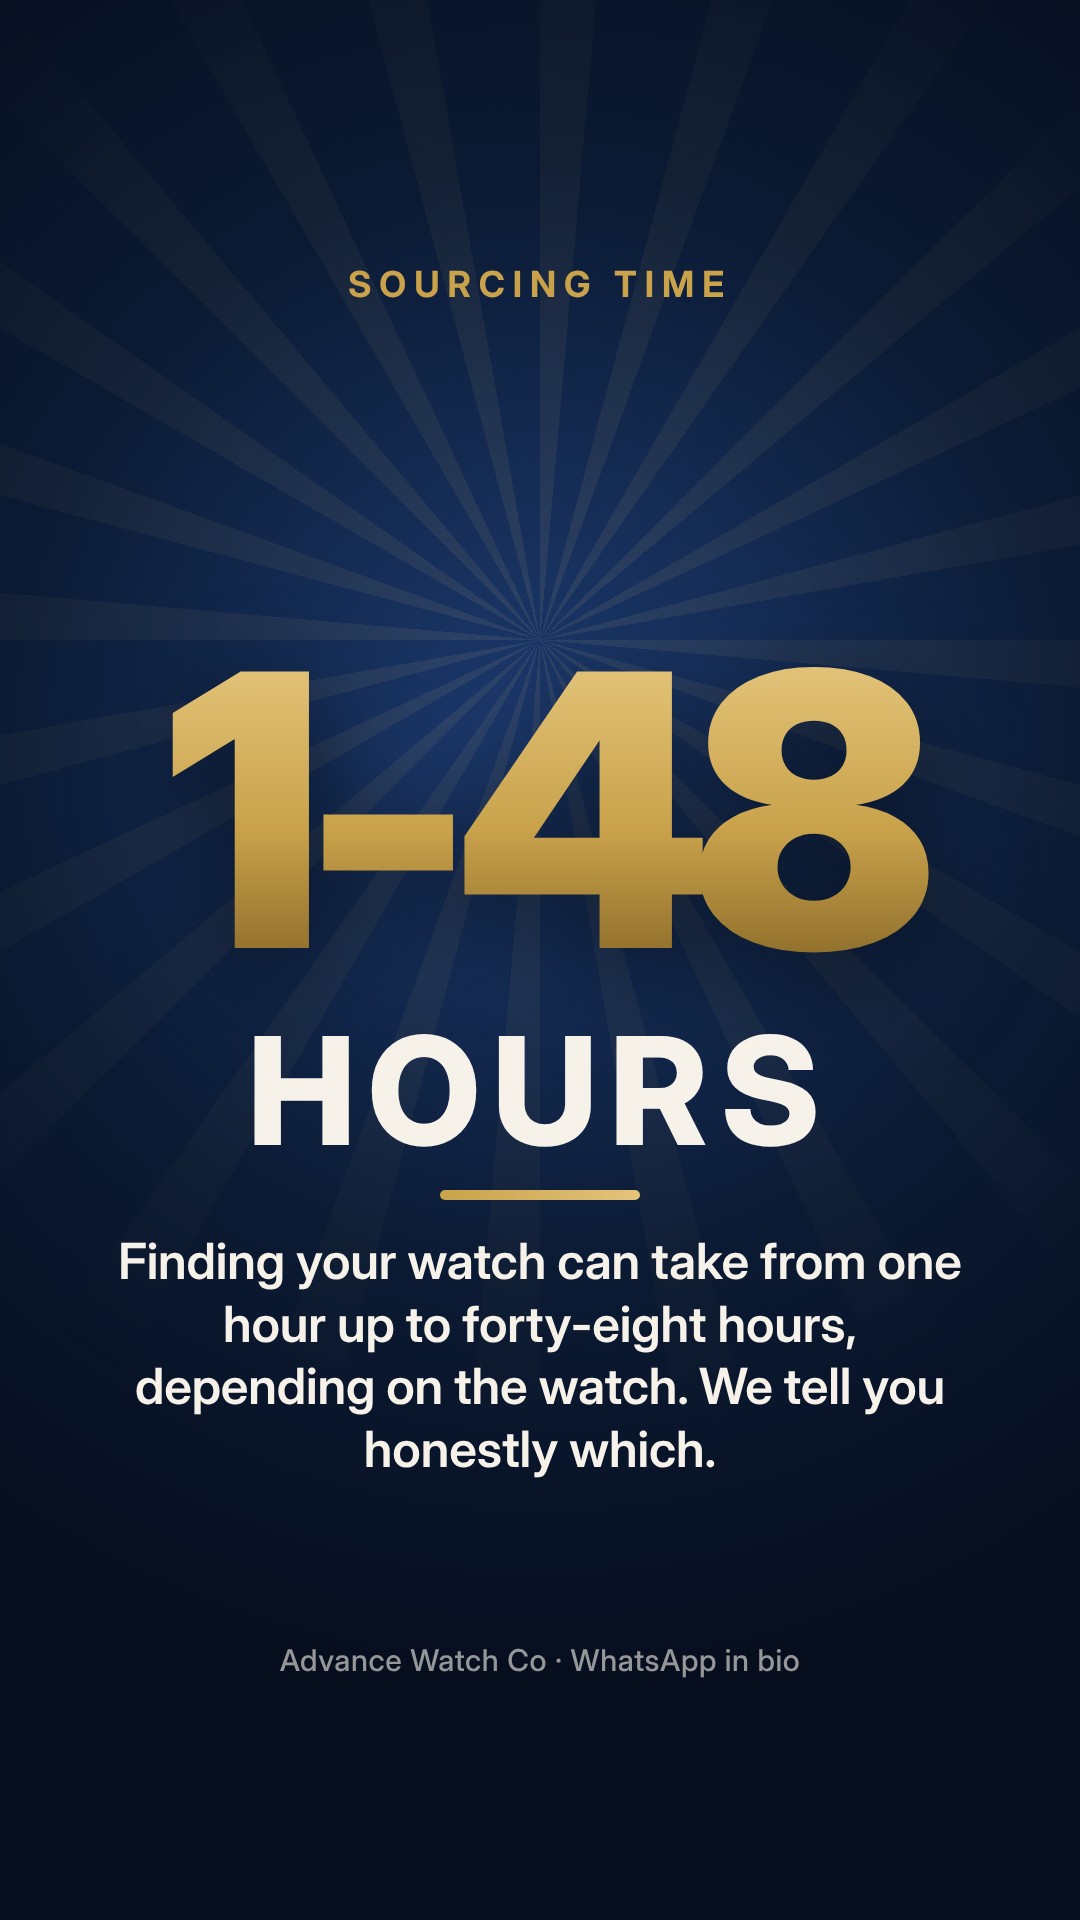 SOURCING TIME
1–48
HOURS
Finding your watch can take from one
hour up to forty-eight hours,
depending on the watch. We tell you
honestly which.
Advance Watch Co · WhatsApp in bio